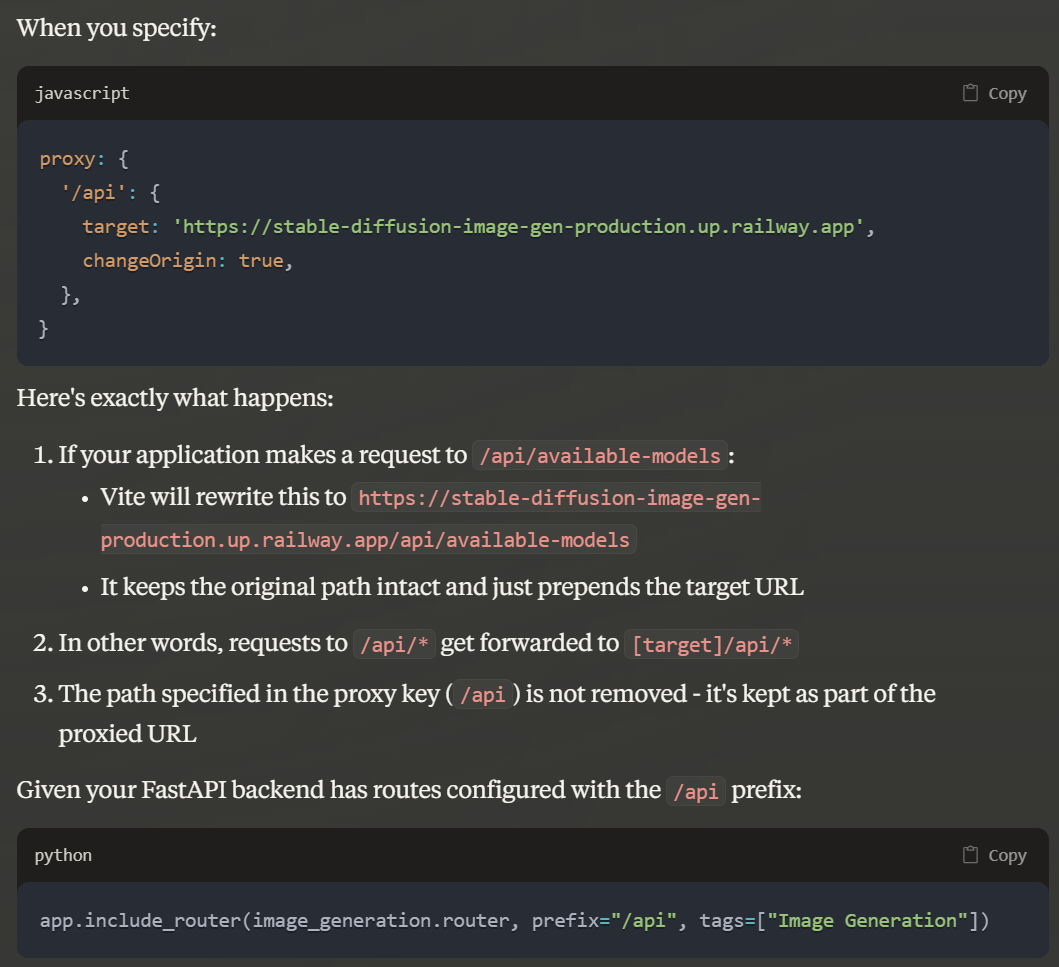 When you specify:
javascript
Copy
proxy: {
  '/api': {
    target: 'https://stable-diffusion-image-gen-production.up.railway.app',
    changeOrigin: true,
  },
}
Here's exactly what happens:
1. If your application makes a request to /api/available-models :
• Vite will rewrite this to https://stable-diffusion-image-gen-
production.up.railway.app/api/available-models
• It keeps the original path intact and just prepends the target URL
2. In other words, requests to /api/* get forwarded to [target]/api/*
3. The path specified in the proxy key ( /api ) is not removed - it's kept as part of the
proxied URL
Given your FastAPI backend has routes configured with the /api prefix:
python
Copy
app.include_router(image_generation.router, prefix="/api", tags=["Image Generation"])